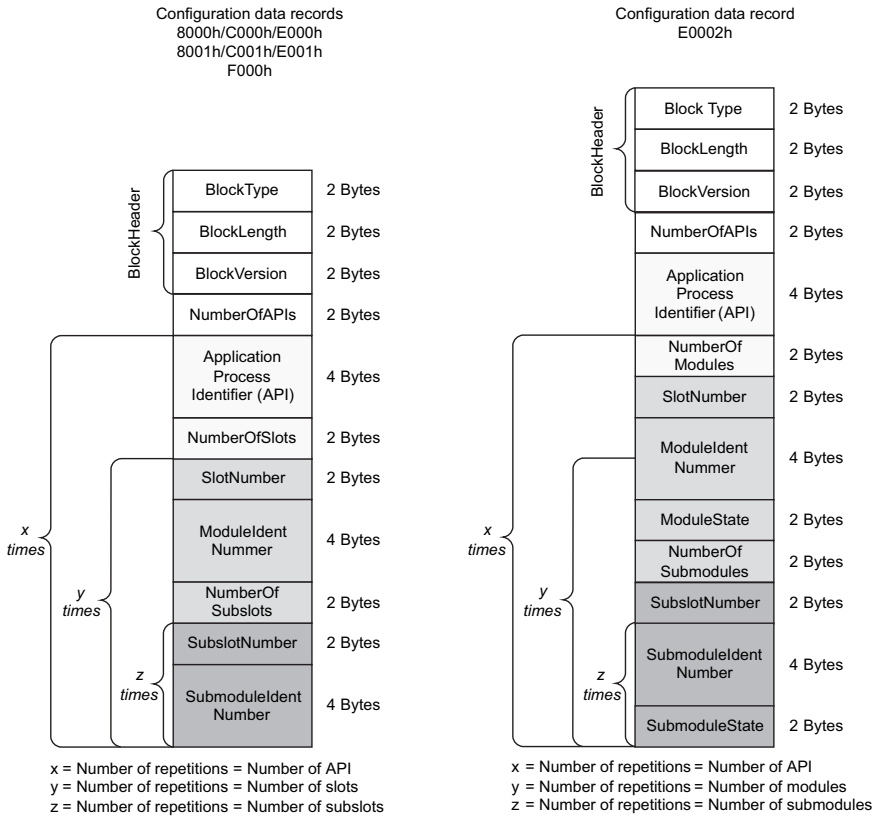 Configuration data records
8000h/C000h/E000h
8001h/C001h/E001h
F000h
BlockHeader
BlockType
2 Bytes
BlockLength
2 Bytes
BlockVersion
2 Bytes
NumberOfAPIs
2 Bytes
Application
Process
Identifier (API)
4 Bytes
NumberOfSlots
2 Bytes
SlotNumber
2 Bytes
ModuleIdent
Nummer
4 Bytes
NumberOf
Subslots
2 Bytes
SubslotNumber
2 Bytes
SubmoduleIdent
Number
4 Bytes
x
times
y
times
z
times
x = Number of repetitions = Number of API
y = Number of repetitions = Number of slots
z = Number of repetitions = Number of subslots
Configuration data record
E0002h
BlockHeader
Block Type
2 Bytes
BlockLength
2 Bytes
BlockVersion
2 Bytes
NumberOfAPIs
2 Bytes
Application
Process
Identifier (API)
4 Bytes
NumberOf
Modules
2 Bytes
SlotNumber
2 Bytes
ModuleIdent
Nummer
4 Bytes
ModuleState
2 Bytes
NumberOf
Submodules
2 Bytes
SubslotNumber
2 Bytes
SubmoduleIdent
Number
4 Bytes
SubmoduleState
2 Bytes
x
times
y
times
z
times
x = Number of repetitions = Number of API
y = Number of repetitions = Number of modules
z = Number of repetitions = Number of submodules